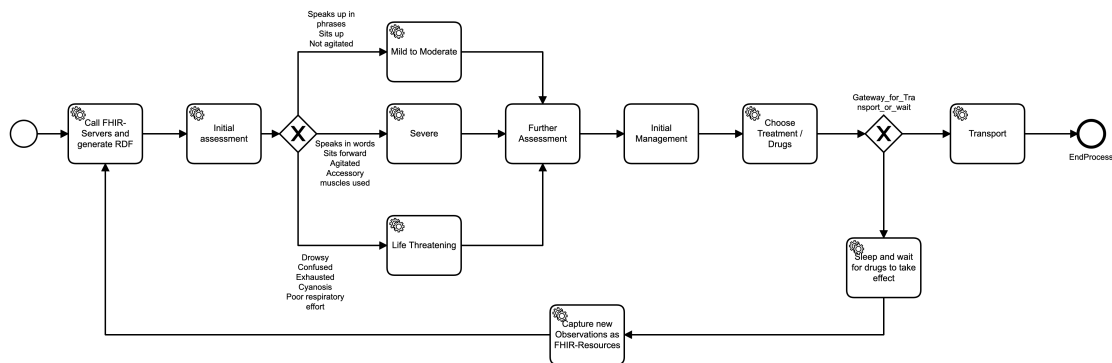 Speaks up in
phrases
Sits up
Not agitated
Mild to Moderate
Call FHIR-
Servers and
generate RDF
Initial
assessment
Speaks in words
Sits forward
Agitated
Accessory
muscles used
Severe
Further
Assessment
Initial
Management
Choose
Treatment /
Drugs
Gateway_for_Tra
nsport_or_wait
Transport
EndProcess
Drowsy
Confused
Exhausted
Cyanosis
Poor respiratory
effort
Life Threatening
Sleep and wait
for drugs to take
effect
Capture new
Observations as
FHIR-Resources